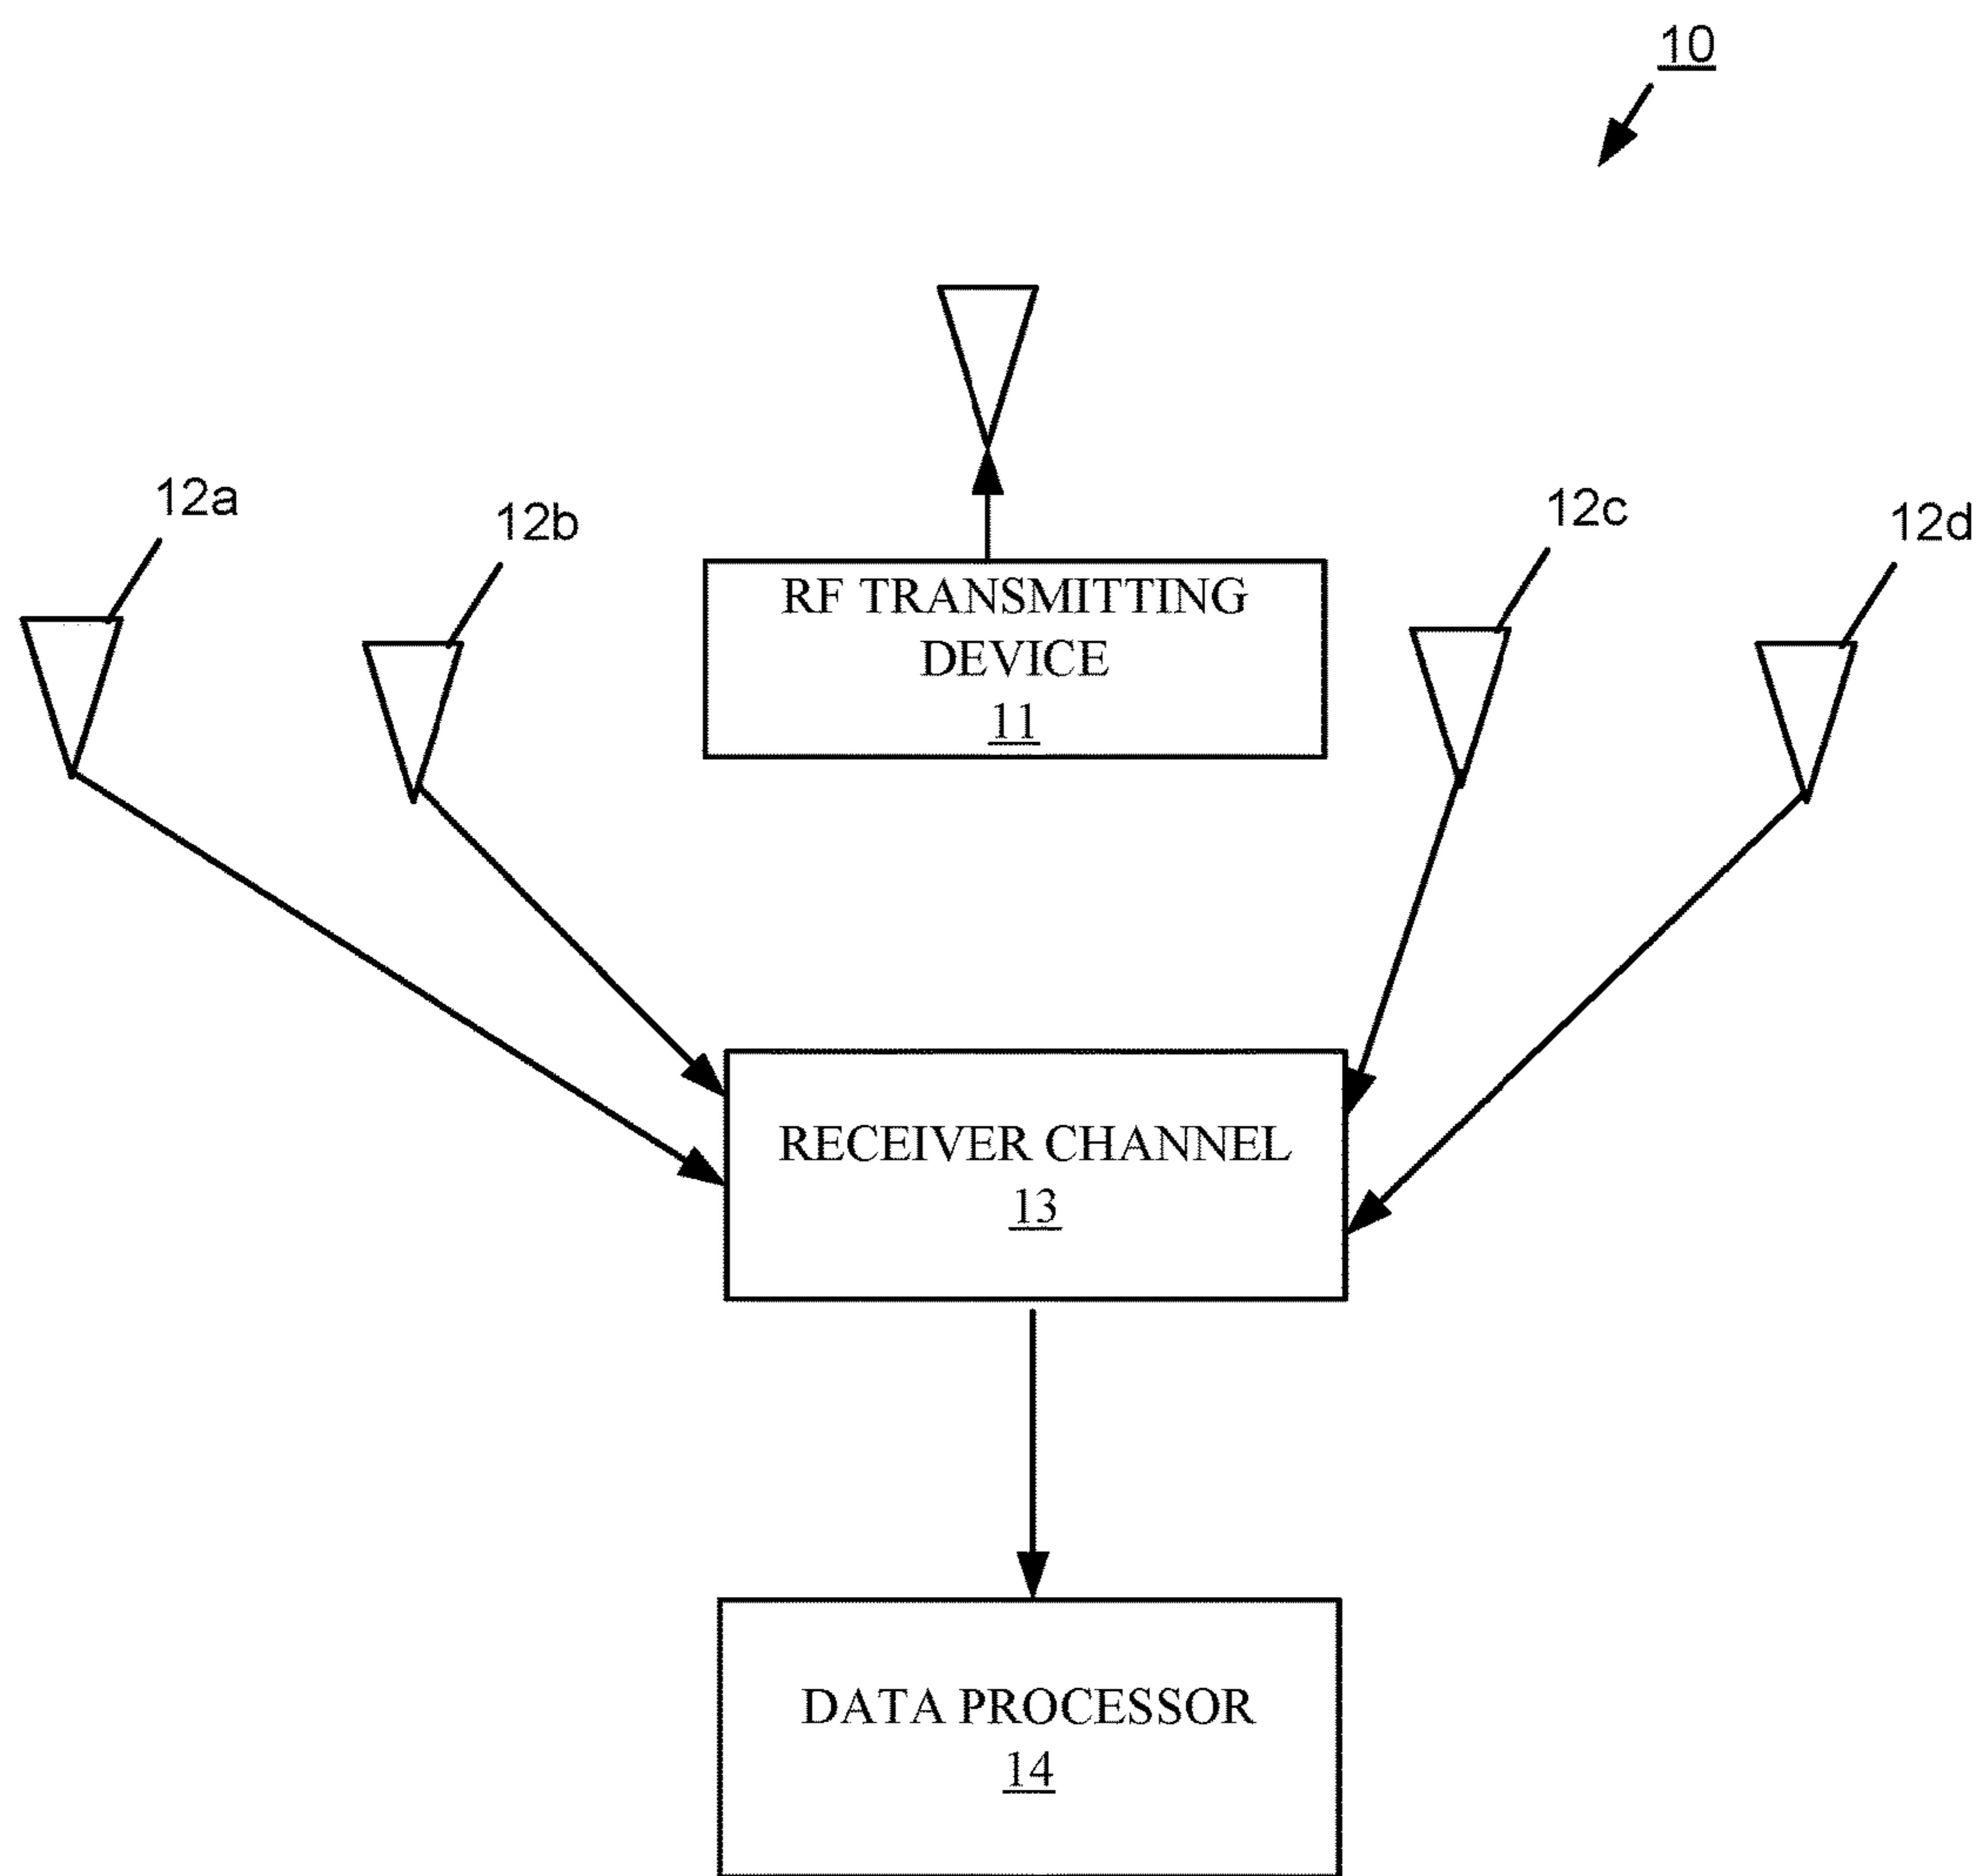 10
12a
12b
12c
12d
RF TRANSMITTING
DEVICE
11
RECEIVER CHANNEL
13
DATA PROCESSOR
14